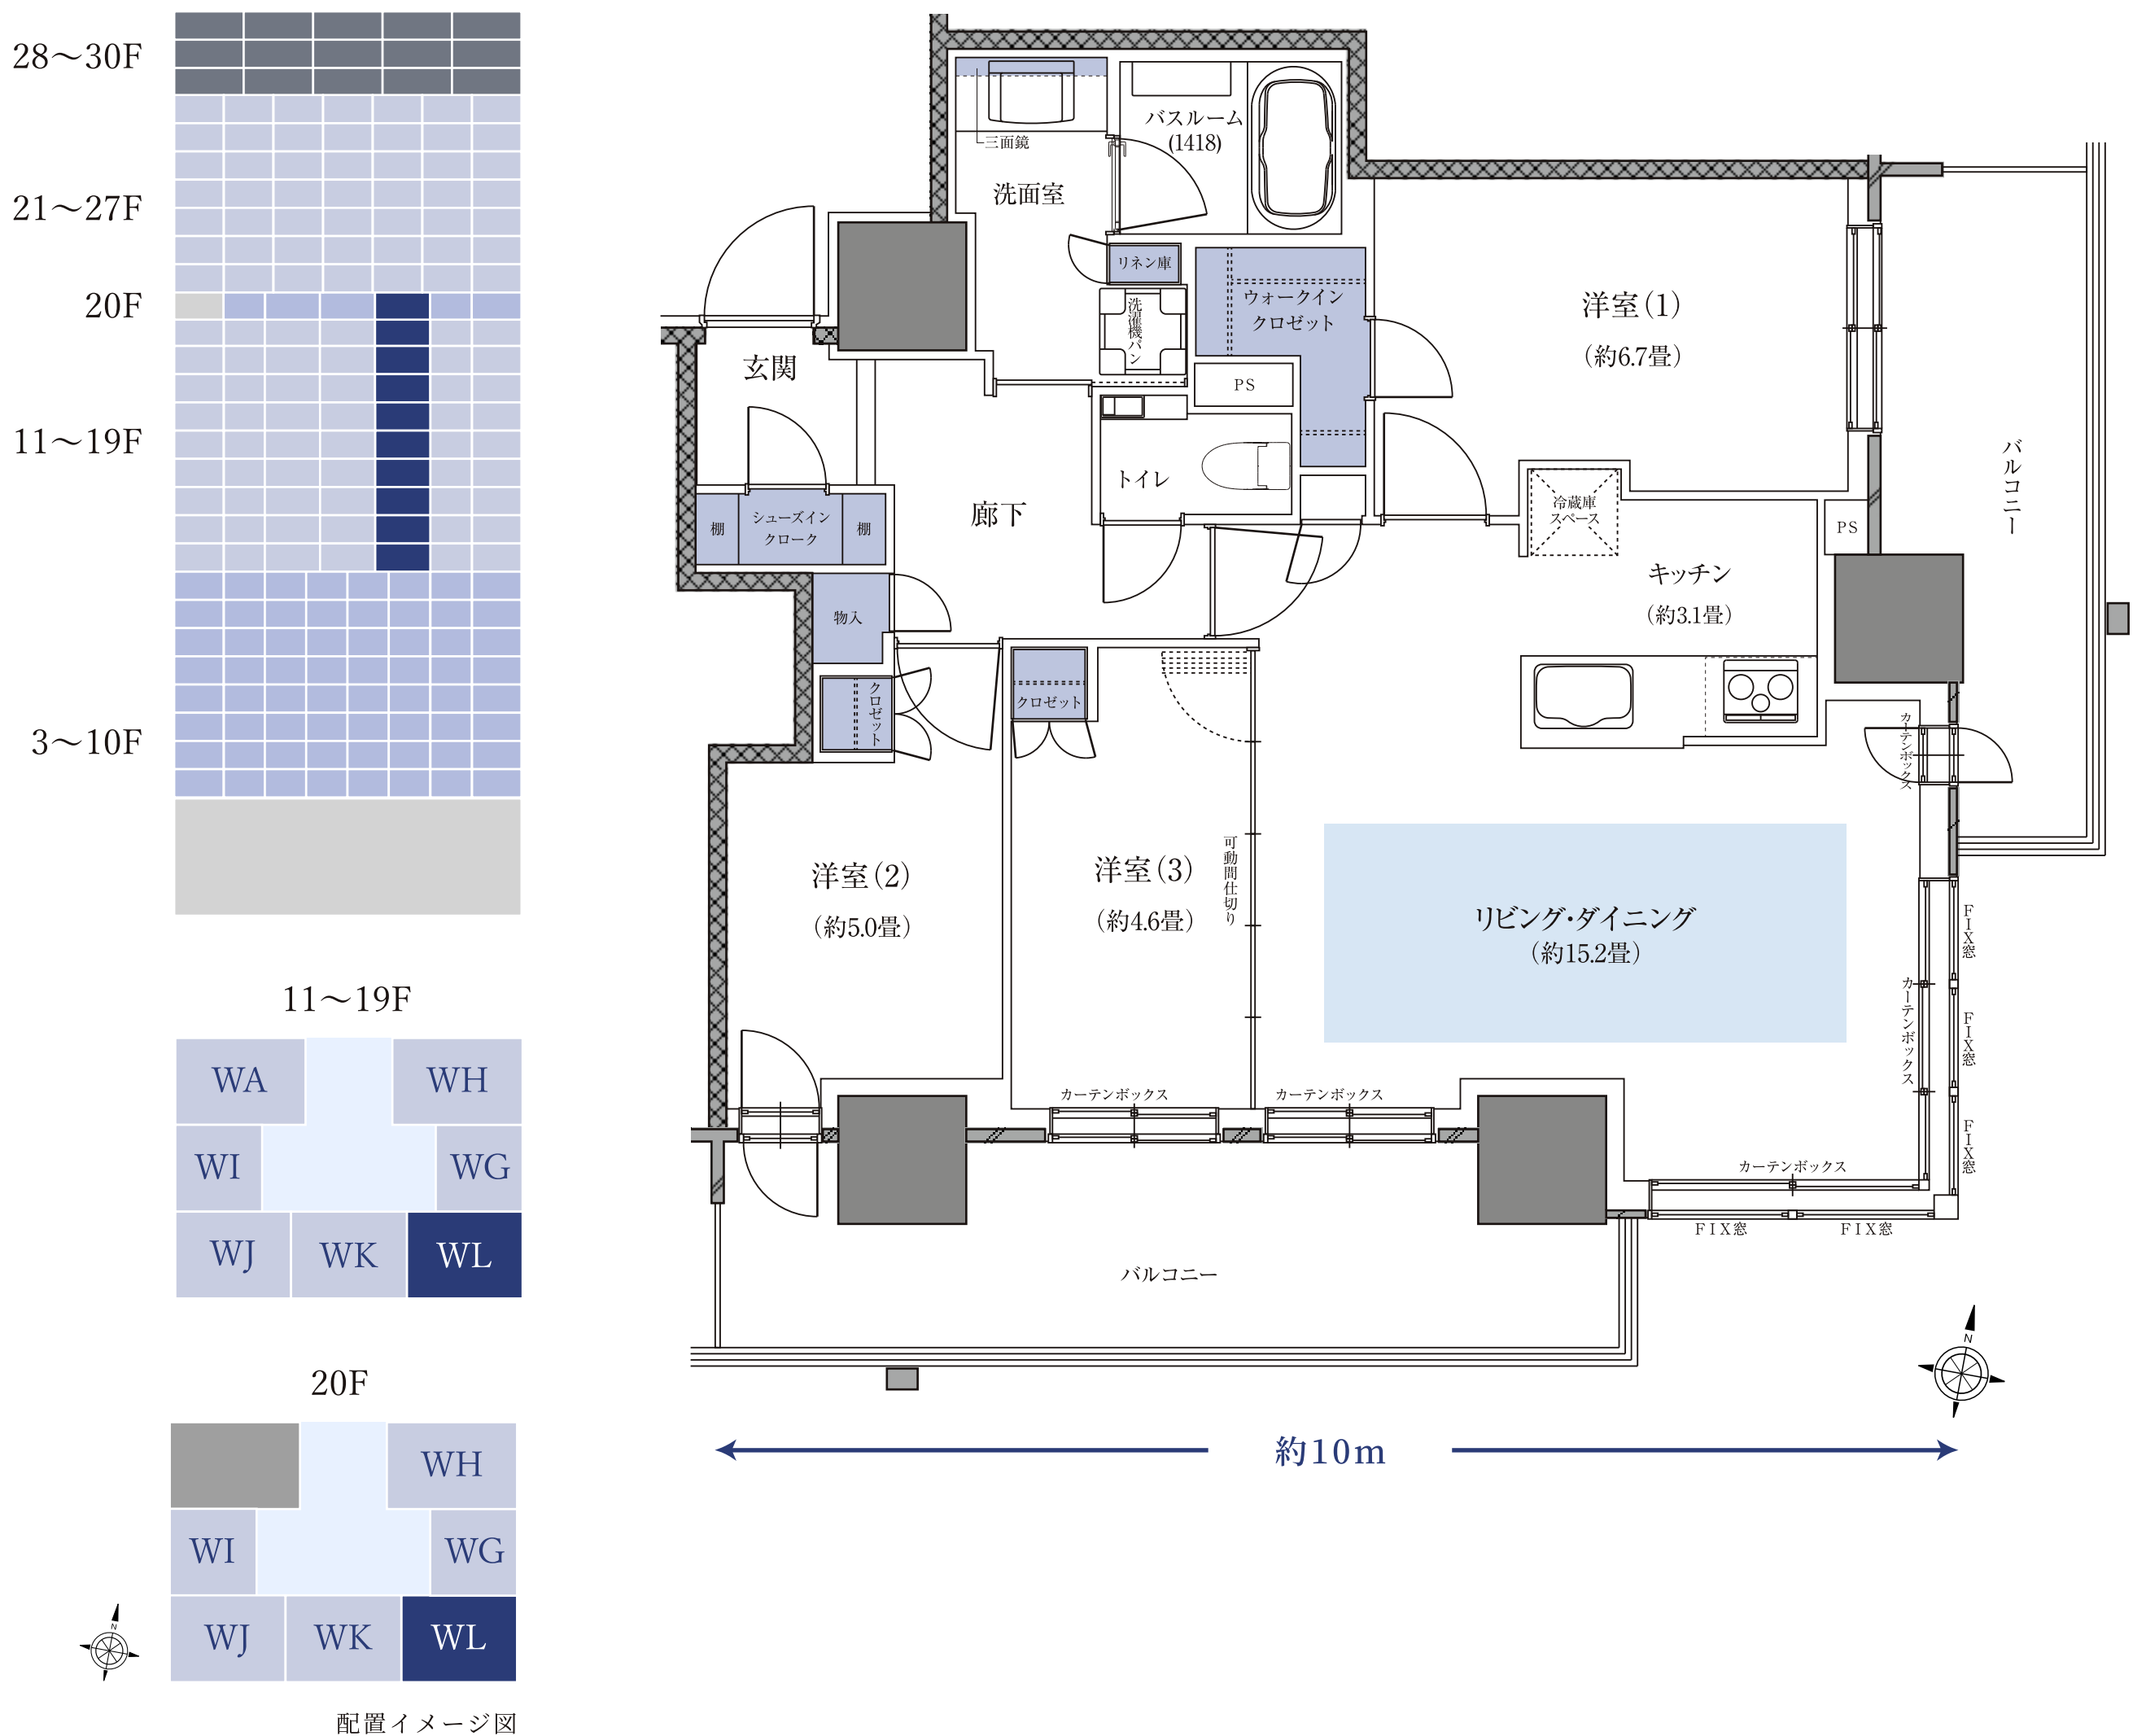 28〜30F
21〜27F
20F
11〜19F
3〜10F
11〜19F
WA
WH
WI
WG
WJ
WK
WL
20F
WH
WI
WG
WJ
WK
WL
N
配置イメージ図
三面鏡
洗面室
バスルーム
(1418)
リネン庫
洗濯機パン
ウォークイン
クロゼット
PS
洋室(1)
(約6.7畳)
バルコニー
玄関
トイレ
廊下
棚
シューズイン
クローク
棚
冷蔵庫
スペース
PS
キッチン
(約3.1畳)
物入
クロゼット
クロゼット
カーテンボックス
可動間仕切り
洋室(2)
(約5.0畳)
洋室(3)
(約4.6畳)
リビング・ダイニング
(約15.2畳)
FIX窓
FIX窓
FIX窓
カーテンボックス
カーテンボックス
カーテンボックス
カーテンボックス
FIX窓
FIX窓
バルコニー
N
約10m